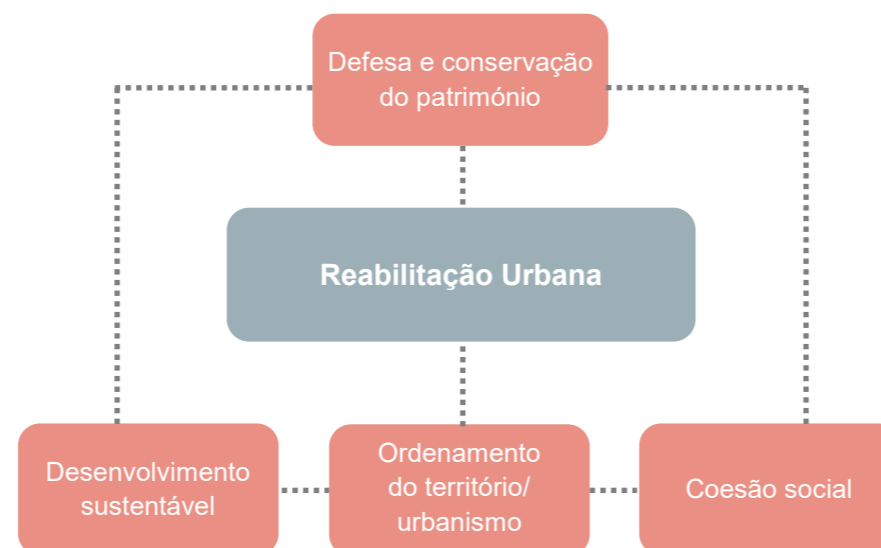 Defesa e conservação
do património
Reabilitação Urbana
Desenvolvimento
sustentável
Ordenamento
do território/
urbanismo
Coesão social